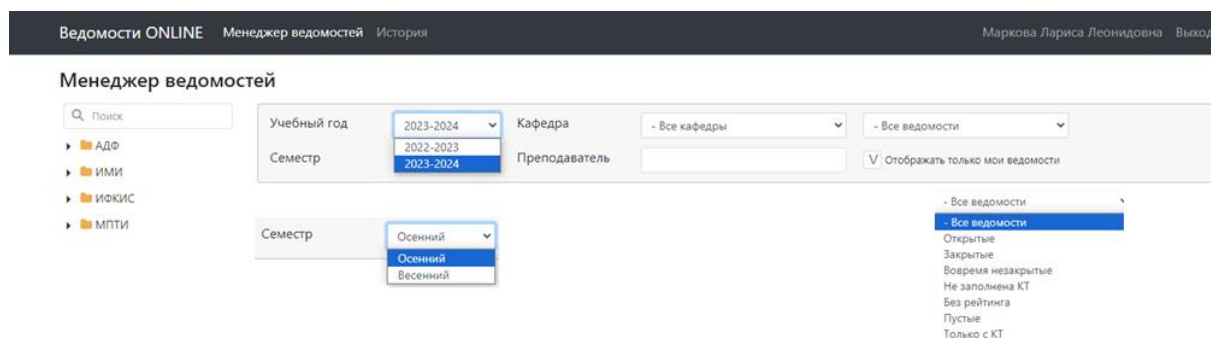 Ведомости ONLINE Менеджер ведомостей История Маркова Лариса Леонидовна Выход
Менеджер ведомостей
Поиск
АДФ
ИМИ
ИФКИС
МПТИ
Учебный год 2023-2024 Кафедра - Все кафедры - Все ведомости
2022-2023
2023-2024
Семестр Преподаватель V Отображать только мои ведомости
Семестр Осенний
Осенний
Весенний
- Все ведомости
- Все ведомости
Открытые
Закрытые
Вовремя незакрытые
Не заполнена КТ
Без рейтинга
Пустые
Только с КТ